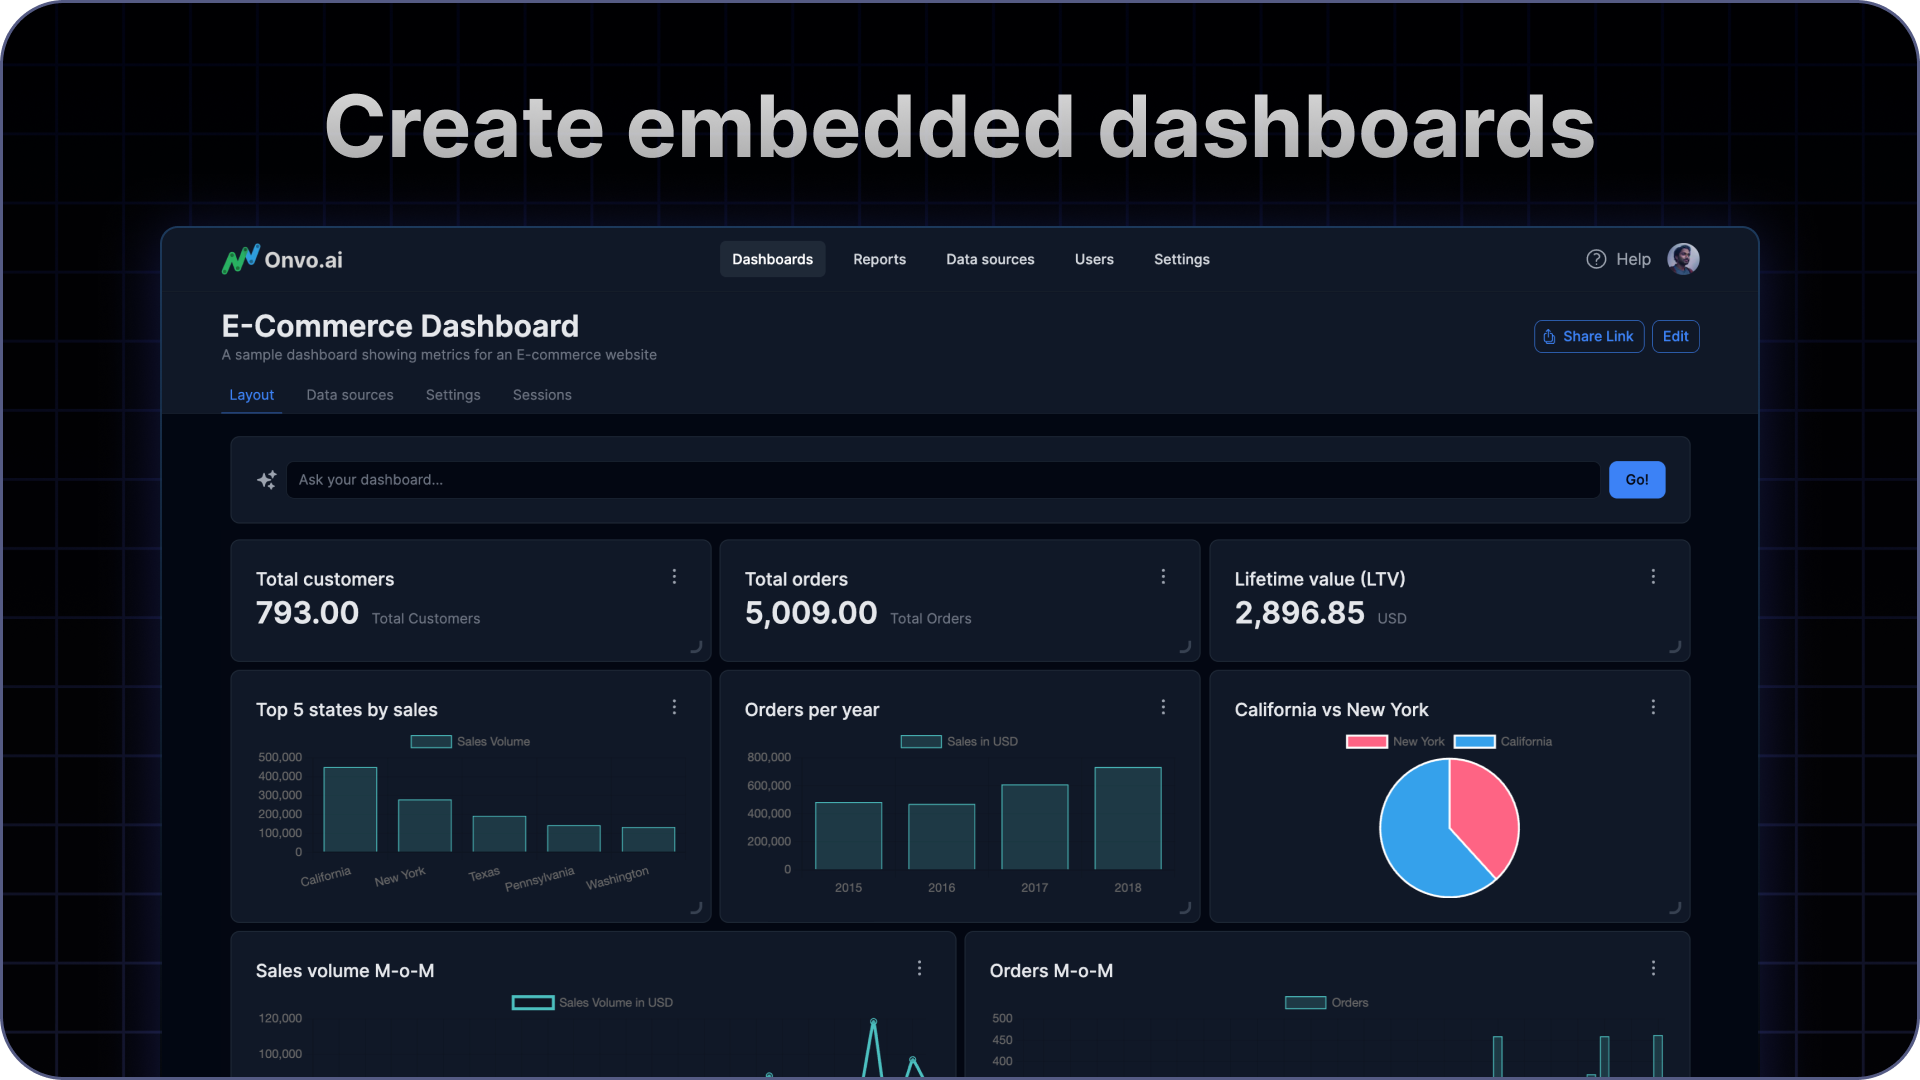 Create embedded dashboards
Onvo.ai
Dashboards
Reports
Data sources
Users
Settings
Help
E-Commerce Dashboard
A sample dashboard showing metrics for an E-commerce website
Share Link
Edit
Layout
Data sources
Settings
Sessions
Ask your dashboard...
Go!
Total customers
793.00 Total Customers
Total orders
5,009.00 Total Orders
Lifetime value (LTV)
2,896.85 USD
Top 5 states by sales
Sales Volume
500,000
400,000
300,000
200,000
100,000
0
California
New York
Texas
Pennsylvania
Washington
Orders per year
Sales in USD
800,000
600,000
400,000
200,000
0
2015
2016
2017
2018
California vs New York
New York
California
Sales volume M-o-M
Sales Volume in USD
120,000
100,000
Orders M-o-M
Orders
500
450
400